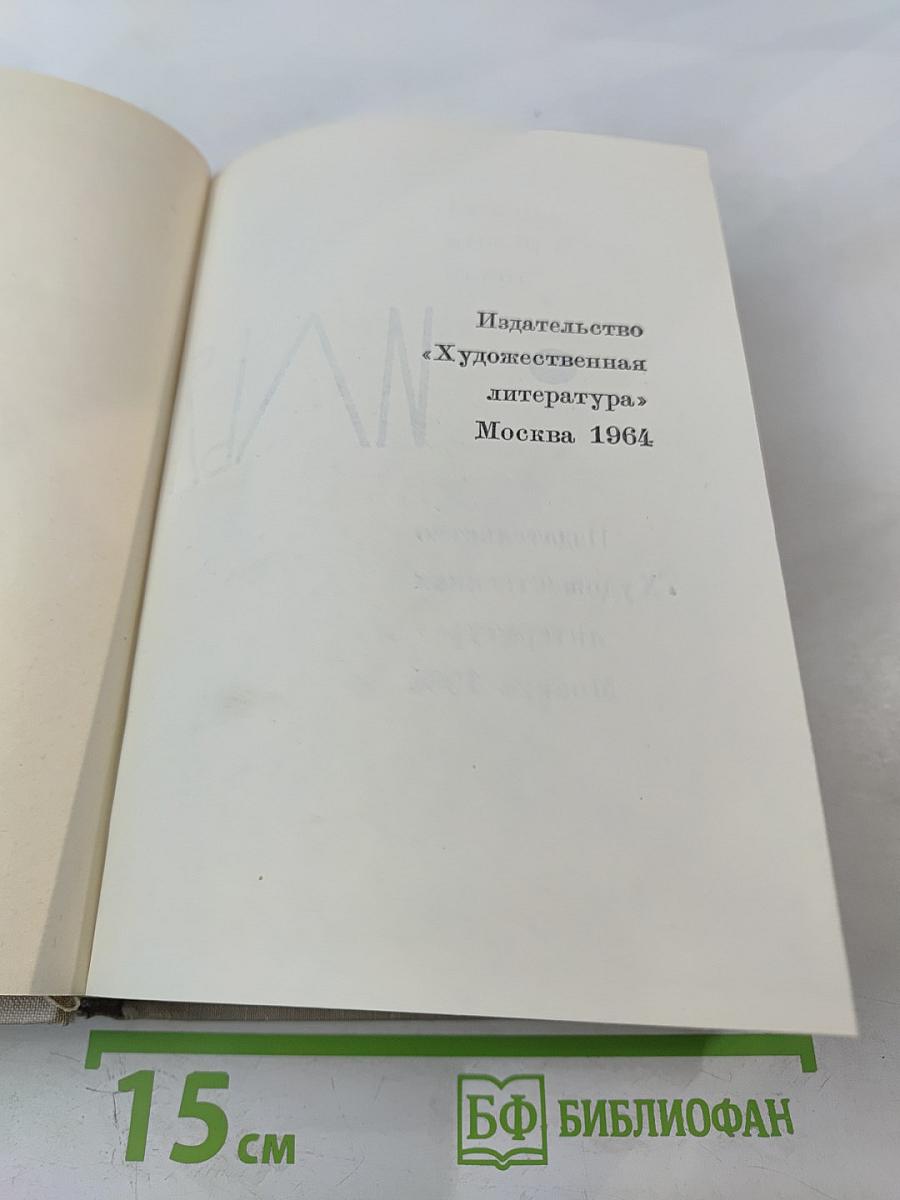 Издательство
«Художественная
литература»
Москва 1964
15 см
БФ БИБЛИОФАН